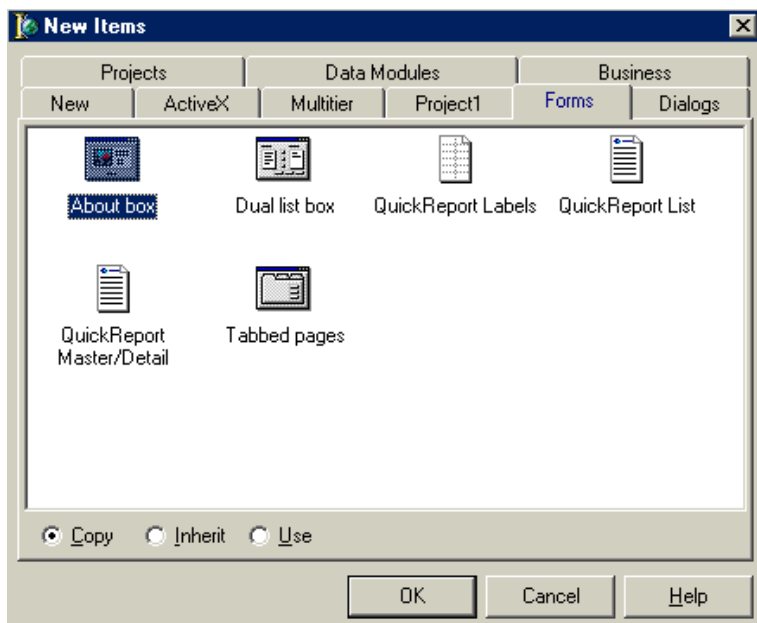 New Items
Projects Data Modules Business
New ActiveX Multitier Project1 Forms Dialogs
About box Dual list box QuickReport Labels QuickReport List
QuickReport Master/Detail Tabbed pages
Copy Inherit Use
OK Cancel Help